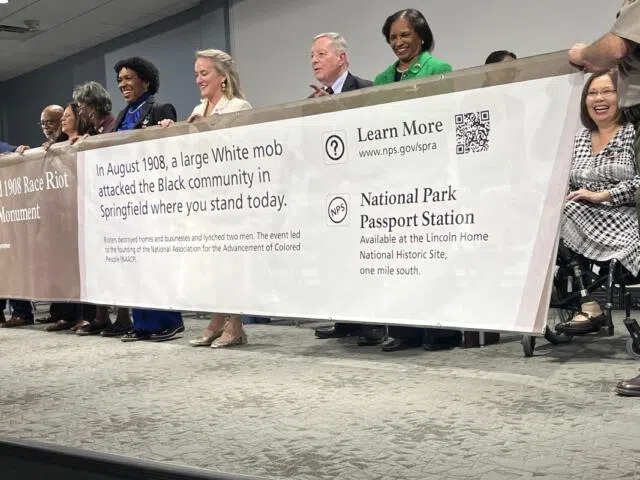 1908 Race Riot
Monument
In August 1908, a large White mob
attacked the Black community in
Springfield where you stand today.
Rioters destroyed homes and businesses and lynched two men. The event led
to the founding of the National Association for the Advancement of Colored
People (NAACP).
?
Learn More
www.nps.gov/spra
NPS
National Park
Passport Station
Available at the Lincoln Home
National Historic Site,
one mile south.